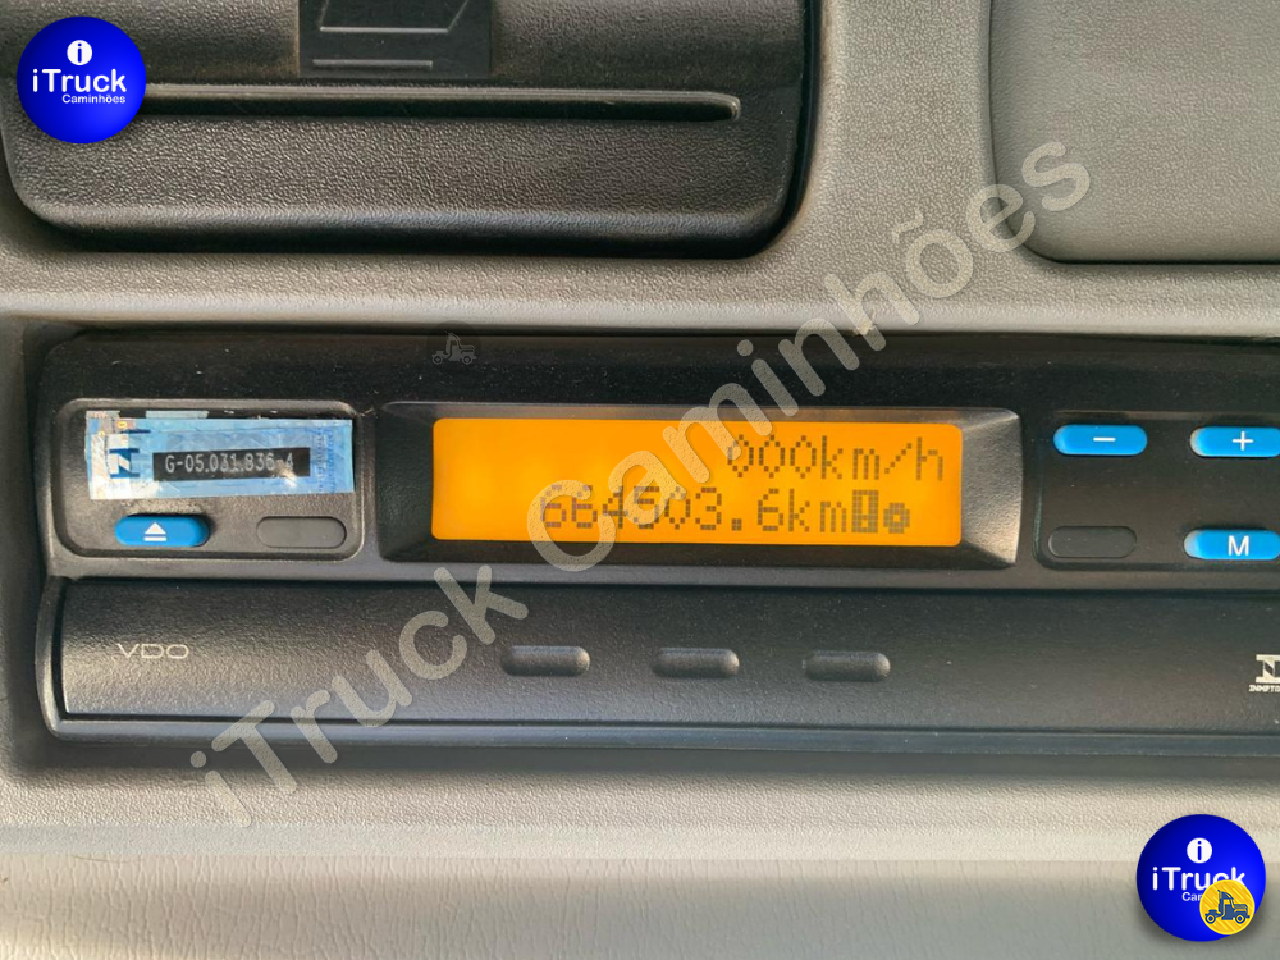 i
iTruck
Caminhões
iTruck Caminhões
G-05.031.836-4
000km/h
664503.6km
− +
M
VDO
i
iTruck